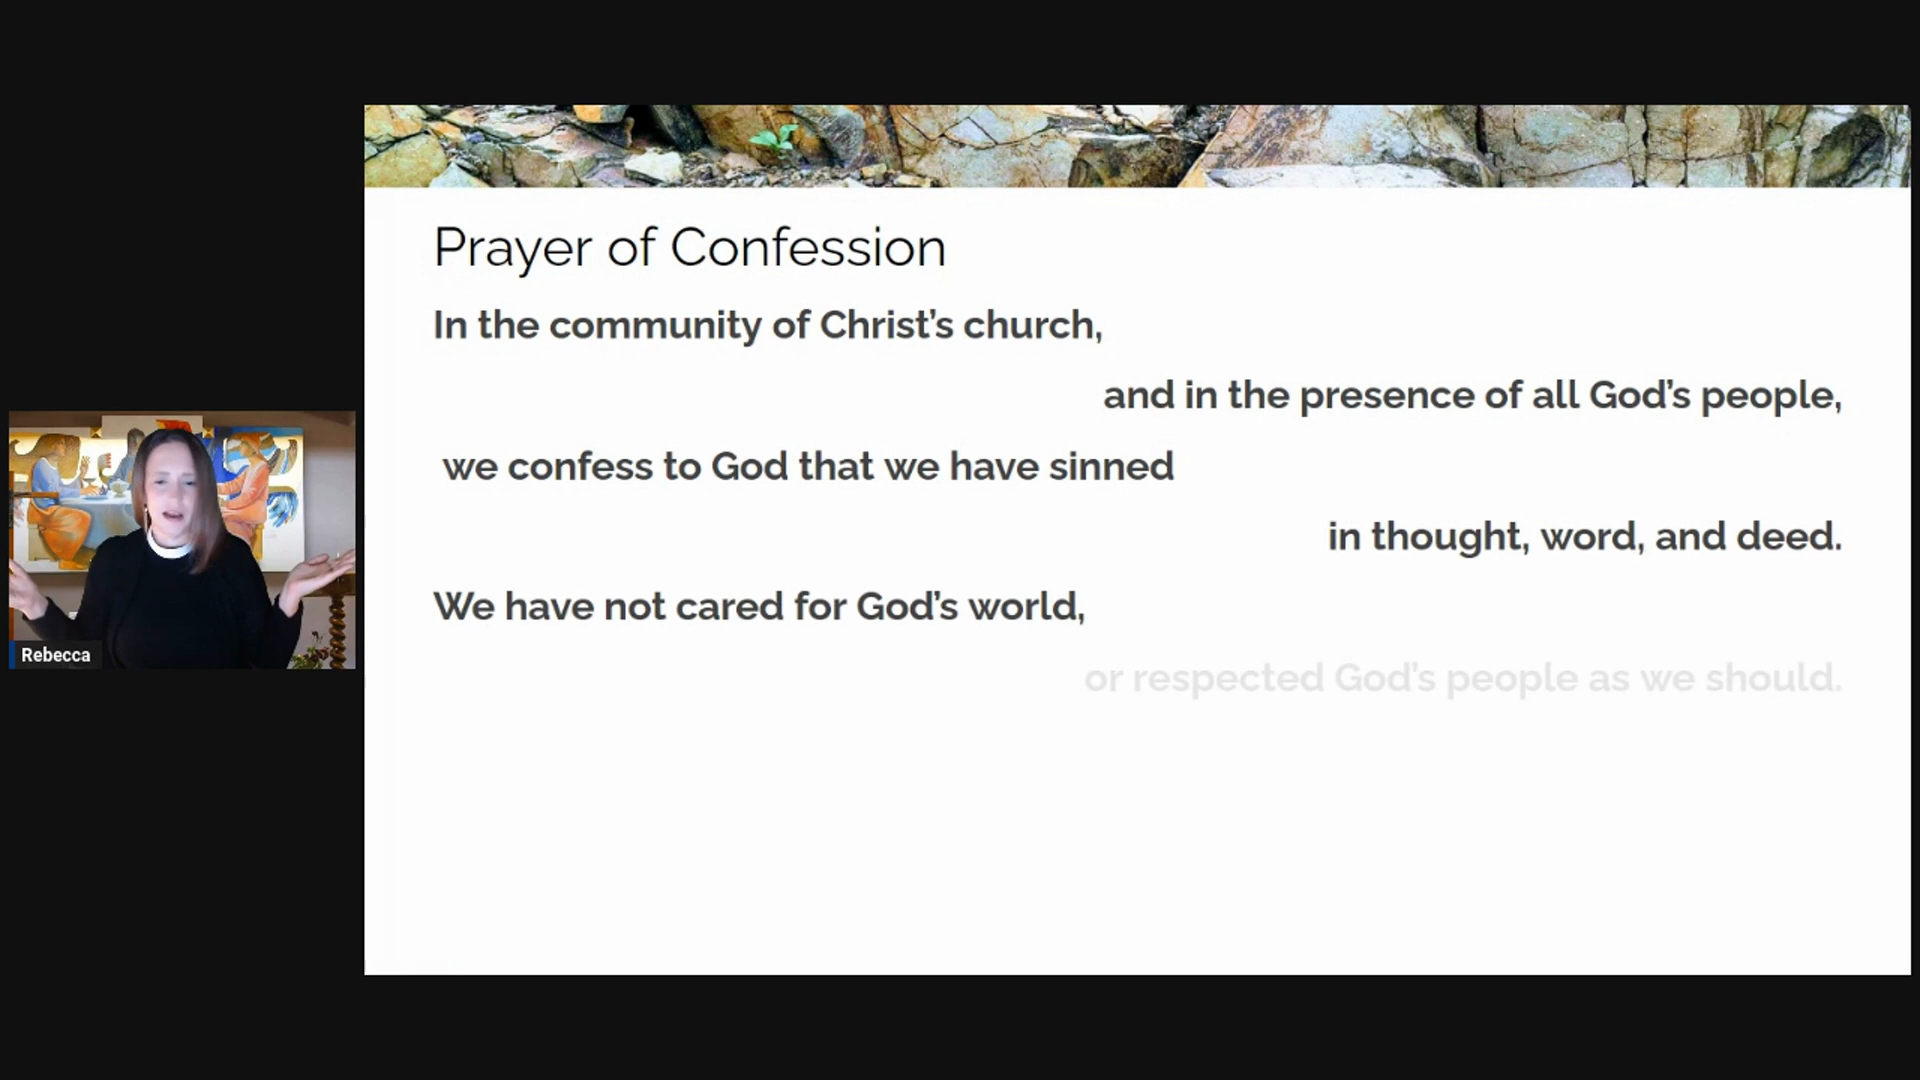 Prayer of Confession
In the community of Christ’s church,
and in the presence of all God’s people,
we confess to God that we have sinned
in thought, word, and deed.
We have not cared for God’s world,
or respected God’s people as we should.
Rebecca